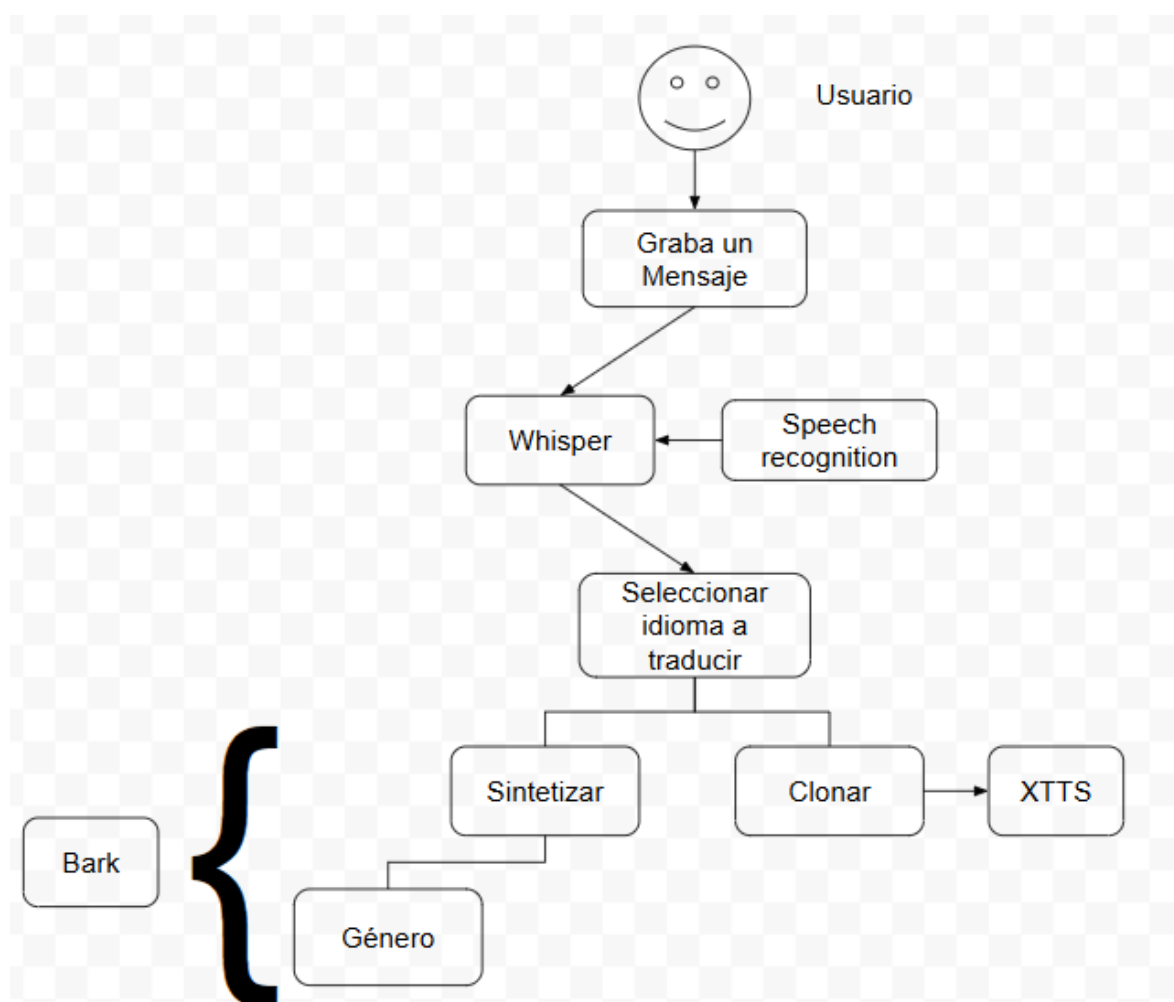 Usuario
Graba un
Mensaje
Whisper
Speech
recognition
Seleccionar
idioma a
traducir
Sintetizar
Clonar
XTTS
Bark
{
Género